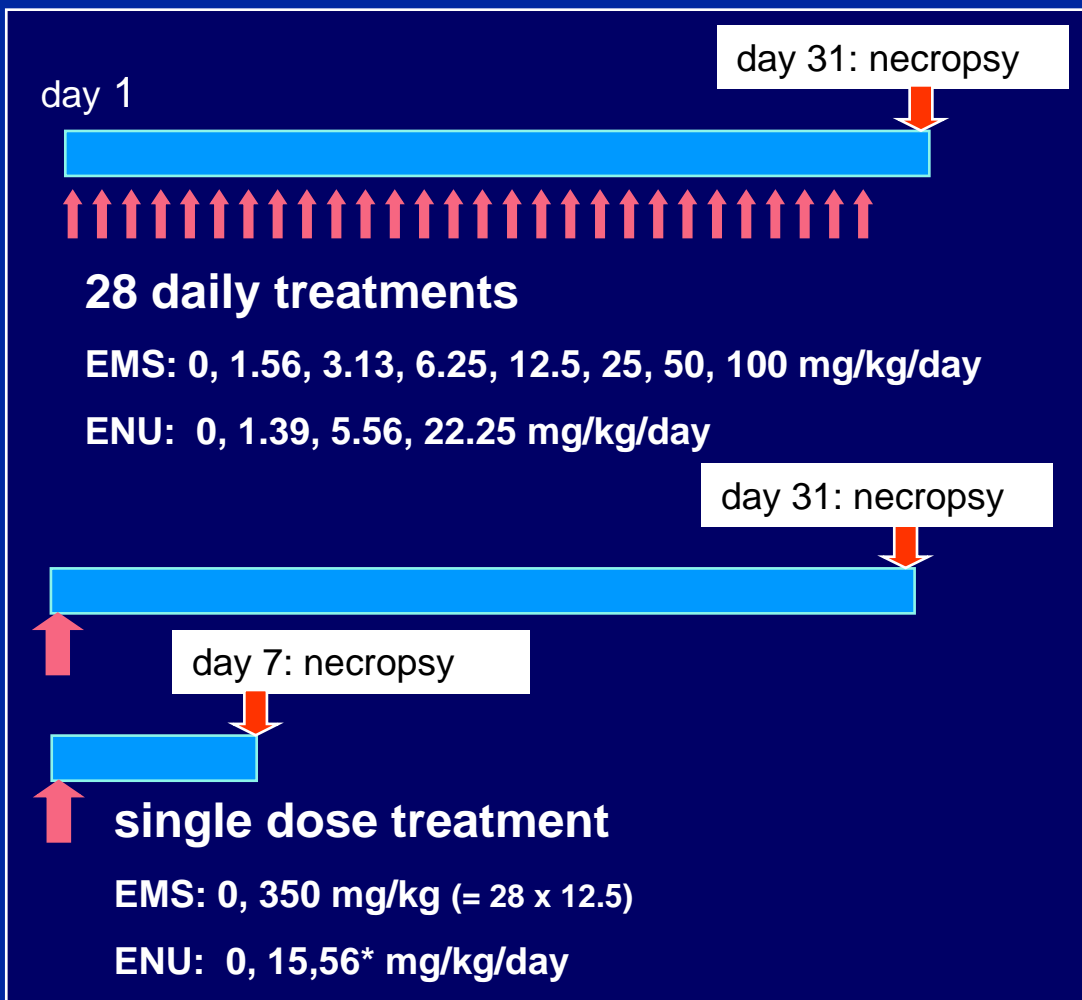 day 31: necropsy
day 1
28 daily treatments
EMS: 0, 1.56, 3.13, 6.25, 12.5, 25, 50, 100 mg/kg/day
ENU:  0, 1.39, 5.56, 22.25 mg/kg/day
day 31: necropsy
day 7: necropsy
single dose treatment
EMS: 0, 350 mg/kg (= 28 x 12.5)
ENU:  0, 15,56* mg/kg/day